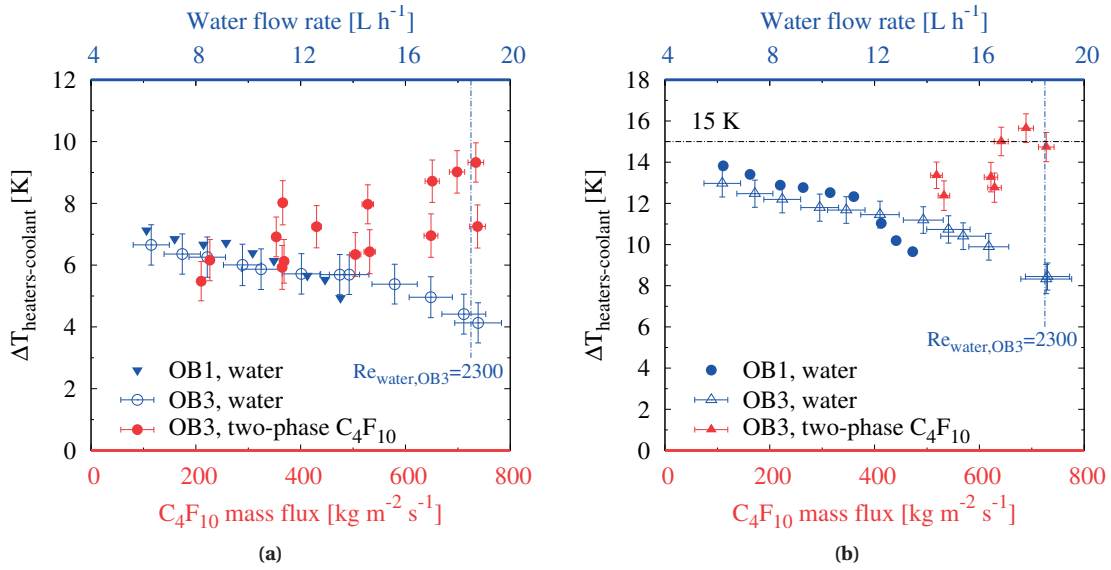 Water flow rate [L h⁻¹]
4 8 12 16 20
12
10
8
6
4
2
0
ΔT_heaters-coolant [K]
Re_water,OB3=2300
OB1, water
OB3, water
OB3, two-phase C₄F₁₀
0 200 400 600 800
C₄F₁₀ mass flux [kg m⁻² s⁻¹]
(a)
Water flow rate [L h⁻¹]
4 8 12 16 20
18
16
14
12
10
8
6
4
2
0
ΔT_heaters-coolant [K]
15 K
Re_water,OB3=2300
OB1, water
OB3, water
OB3, two-phase C₄F₁₀
0 200 400 600 800
C₄F₁₀ mass flux [kg m⁻² s⁻¹]
(b)